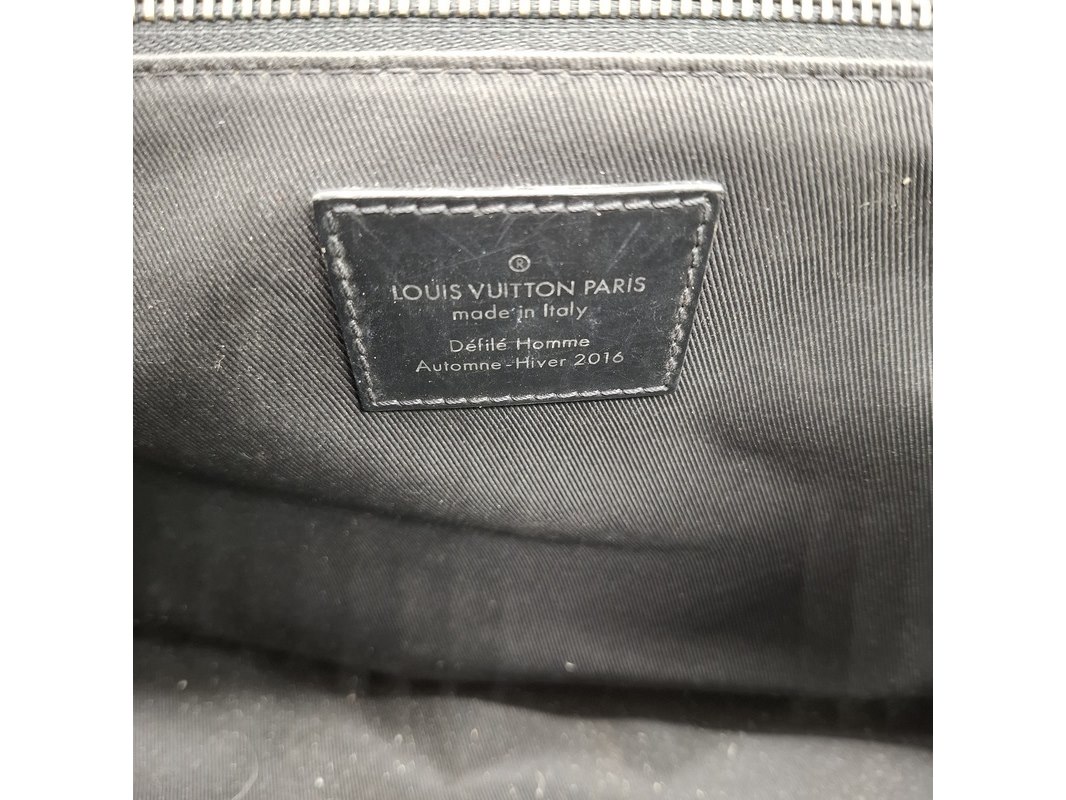 ®
LOUIS VUITTON PARIS
made in Italy
Défilé Homme
Automne-Hiver 2016